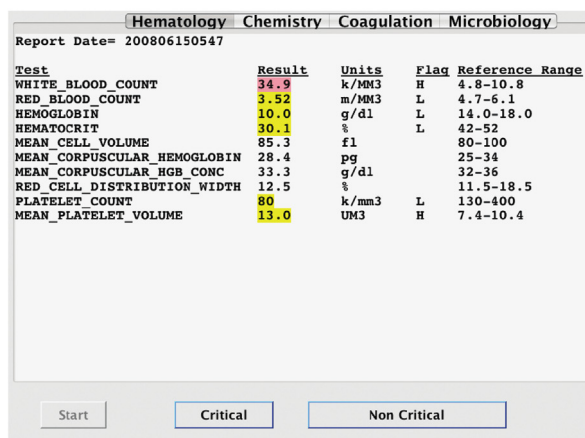 Hematology Chemistry Coagulation Microbiology
Report Date= 200806150547
Test Result Units Flag Reference Range
WHITE_BLOOD_COUNT 34.9 k/MM3 H 4.8-10.8
RED_BLOOD_COUNT 3.52 m/MM3 L 4.7-6.1
HEMOGLOBIN 10.0 g/dl L 14.0-18.0
HEMATOCRIT 30.1 % L 42-52
MEAN_CELL_VOLUME 85.3 fl 80-100
MEAN_CORPUSCULAR_HEMOGLOBIN 28.4 pg 25-34
MEAN_CORPUSCULAR_HGB_CONC 33.3 g/dl 32-36
RED_CELL_DISTRIBUTION_WIDTH 12.5 % 11.5-18.5
PLATELET_COUNT 80 k/mm3 L 130-400
MEAN_PLATELET_VOLUME 13.0 UM3 H 7.4-10.4
Start Critical Non Critical